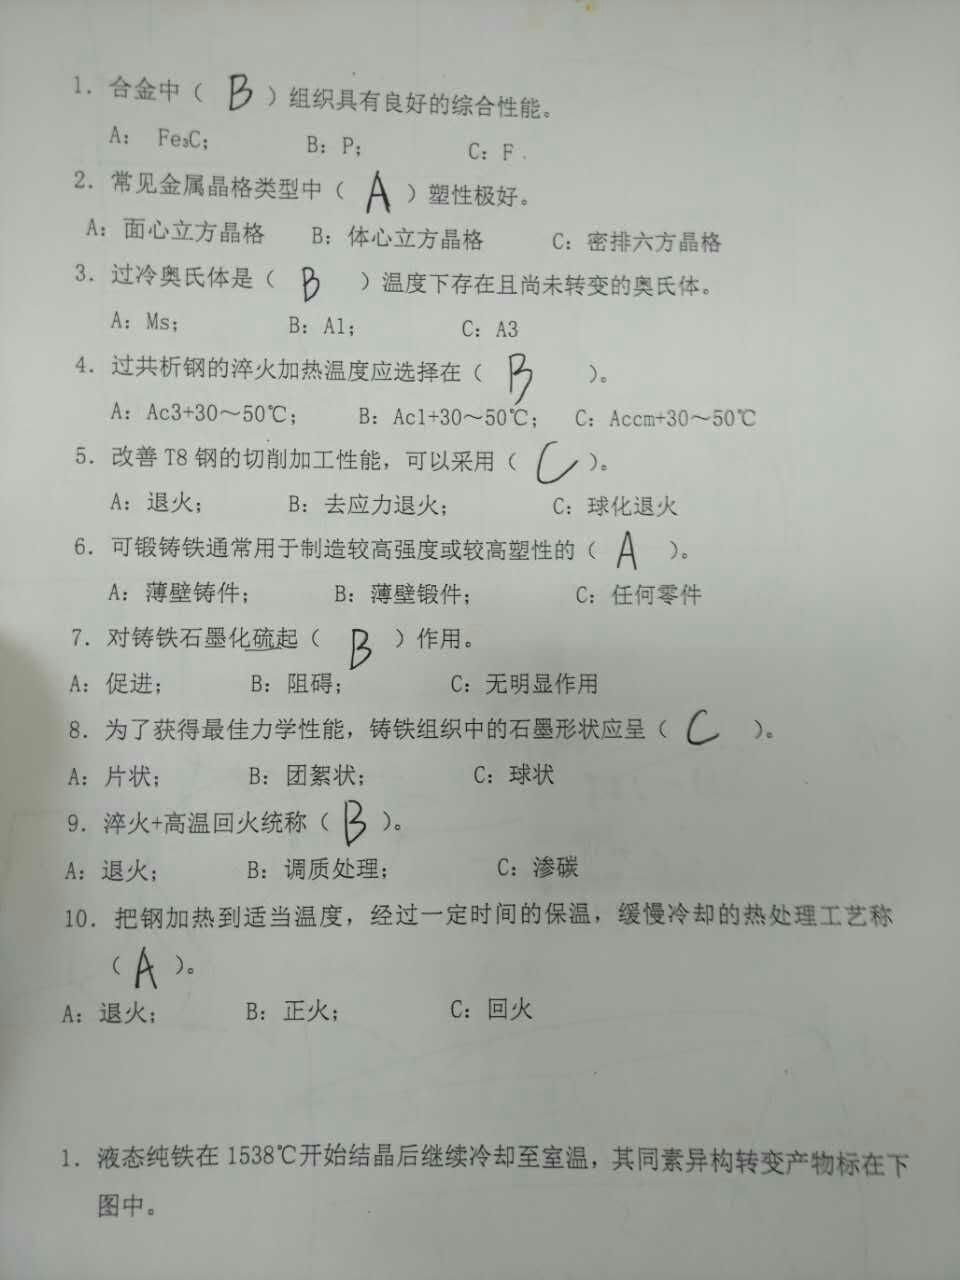 1. 合金中（ B ）组织具有良好的综合性能。
A： Fe₃C； B：P； C：F .
2. 常见金属晶格类型中（ A ）塑性极好。
A：面心立方晶格 B：体心立方晶格 C：密排六方晶格
3. 过冷奥氏体是（ B ）温度下存在且尚未转变的奥氏体。
A：Ms； B：A1； C：A3
4. 过共析钢的淬火加热温度应选择在（ B ）。
A：Ac3+30～50℃； B：Ac1+30～50℃； C：Accm+30～50℃
5. 改善 T8 钢的切削加工性能，可以采用（ C ）。
A：退火； B：去应力退火； C：球化退火
6. 可锻铸铁通常用于制造较高强度或较高塑性的（ A ）。
A：薄壁铸件； B：薄壁锻件； C：任何零件
7. 对铸铁石墨化硫起（ B ）作用。
A：促进； B：阻碍； C：无明显作用
8. 为了获得最佳力学性能，铸铁组织中的石墨形状应呈（ C ）。
A：片状； B：团絮状； C：球状
9. 淬火+高温回火统称（ B ）。
A：退火； B：调质处理； C：渗碳
10. 把钢加热到适当温度，经过一定时间的保温，缓慢冷却的热处理工艺称
（ A ）。
A：退火； B：正火； C：回火
1. 液态纯铁在 1538℃开始结晶后继续冷却至室温，其同素异构转变产物标在下
图中。